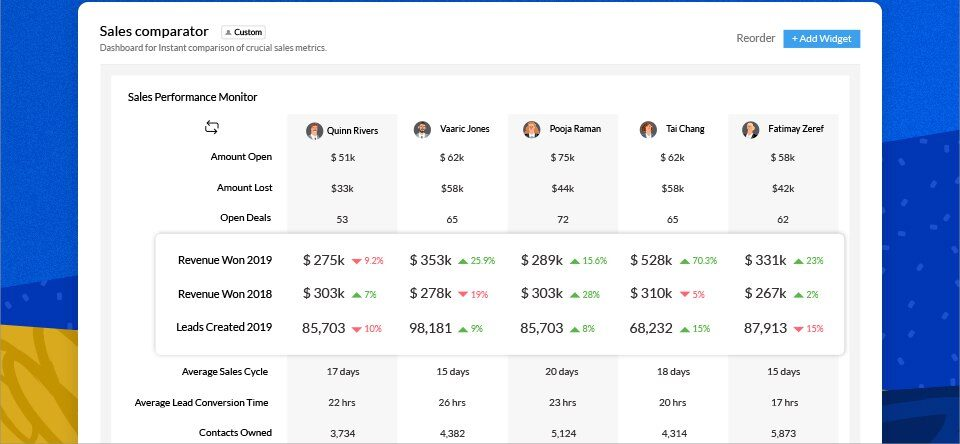 Sales comparator Custom
Dashboard for Instant comparison of crucial sales metrics.
Reorder + Add Widget
Sales Performance Monitor
Quinn Rivers Vaaric Jones Pooja Raman Tai Chang Fatimay Zeref
Amount Open $ 51k $ 62k $ 75k $ 62k $ 58k
Amount Lost $33k $58k $44k $58k $42k
Open Deals 53 65 72 65 62
Revenue Won 2019 $ 275k 9.2% $ 353k 25.9% $ 289k 15.6% $ 528k 70.3% $ 331k 23%
Revenue Won 2018 $ 303k 7% $ 278k 19% $ 303k 28% $ 310k 5% $ 267k 2%
Leads Created 2019 85,703 10% 98,181 9% 85,703 8% 68,232 15% 87,913 15%
Average Sales Cycle 17 days 15 days 20 days 18 days 15 days
Average Lead Conversion Time 22 hrs 26 hrs 23 hrs 20 hrs 17 hrs
Contacts Owned 3,734 4,382 5,124 4,314 5,873